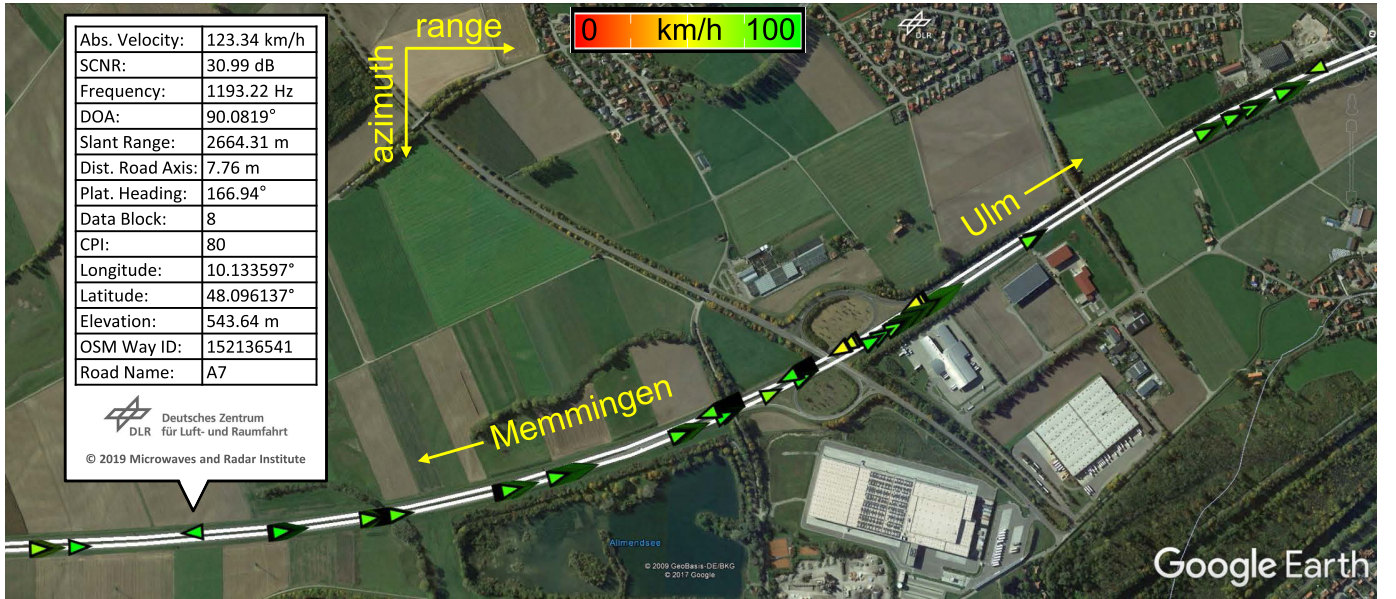 Abs. Velocity: 123.34 km/h
SCNR: 30.99 dB
Frequency: 1193.22 Hz
DOA: 90.0819°
Slant Range: 2664.31 m
Dist. Road Axis: 7.76 m
Plat. Heading: 166.94°
Data Block: 8
CPI: 80
Longitude: 10.133597°
Latitude: 48.096137°
Elevation: 543.64 m
OSM Way ID: 152136541
Road Name: A7
DLR
Deutsches Zentrum
für Luft- und Raumfahrt
© 2019 Microwaves and Radar Institute
range
azimuth
0 km/h 100
DLR
Ulm
Memmingen
Allmendsee
© 2009 GeoBasis-DE/BKG
© 2017 Google
Google Earth